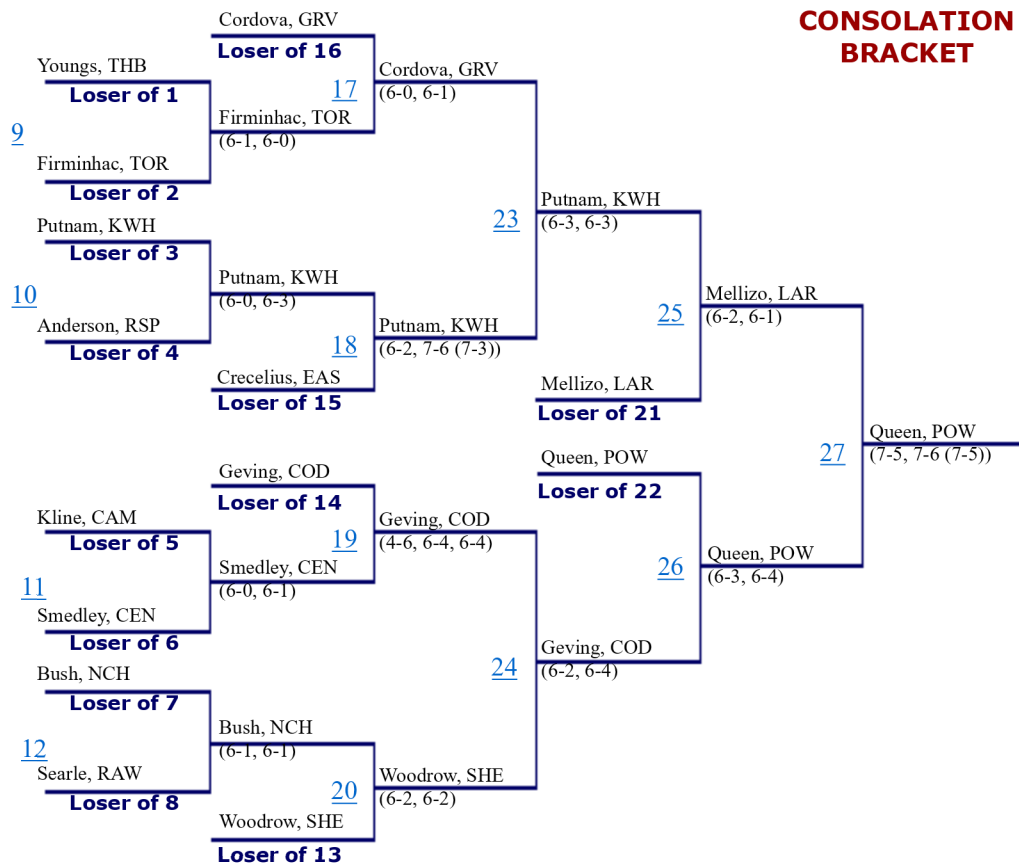 CONSOLATION
BRACKET
Cordova, GRV
Loser of 16
Youngs, THB
Loser of 1
17
Cordova, GRV
(6-0, 6-1)
9
Firminhac, TOR
(6-1, 6-0)
Firminhac, TOR
Loser of 2
23
Putnam, KWH
(6-3, 6-3)
Putnam, KWH
Loser of 3
10
Putnam, KWH
(6-0, 6-3)
Anderson, RSP
Loser of 4
18
Putnam, KWH
(6-2, 7-6 (7-3))
Crecelius, EAS
Loser of 15
25
Mellizo, LAR
(6-2, 6-1)
Mellizo, LAR
Loser of 21
27
Queen, POW
(7-5, 7-6 (7-5))
Geving, COD
Loser of 14
Queen, POW
Loser of 22
Kline, CAM
Loser of 5
19
Geving, COD
(4-6, 6-4, 6-4)
11
Smedley, CEN
(6-0, 6-1)
26
Queen, POW
(6-3, 6-4)
Smedley, CEN
Loser of 6
24
Geving, COD
(6-2, 6-4)
Bush, NCH
Loser of 7
12
Bush, NCH
(6-1, 6-1)
Searle, RAW
Loser of 8
20
Woodrow, SHE
(6-2, 6-2)
Woodrow, SHE
Loser of 13